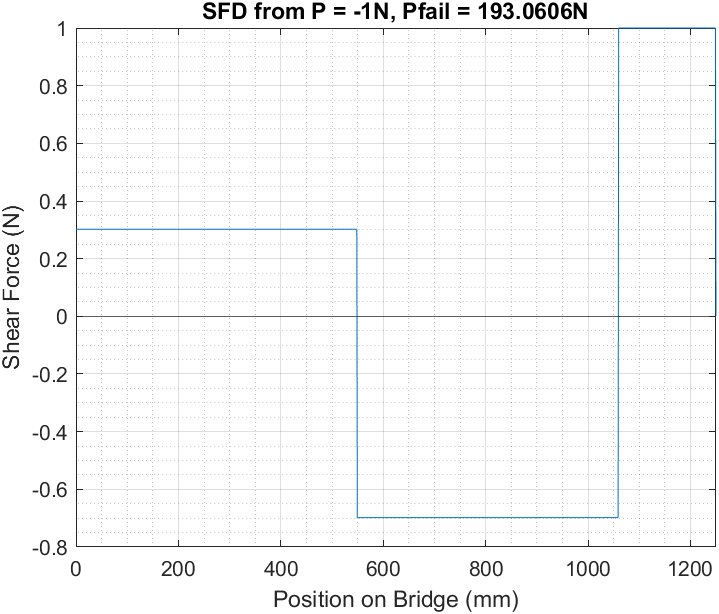 SFD from P = -1N, Pfail = 193.0606N
1
0.8
0.6
0.4
0.2
0
-0.2
-0.4
-0.6
-0.8
Shear Force (N)
0 200 400 600 800 1000 1200
Position on Bridge (mm)